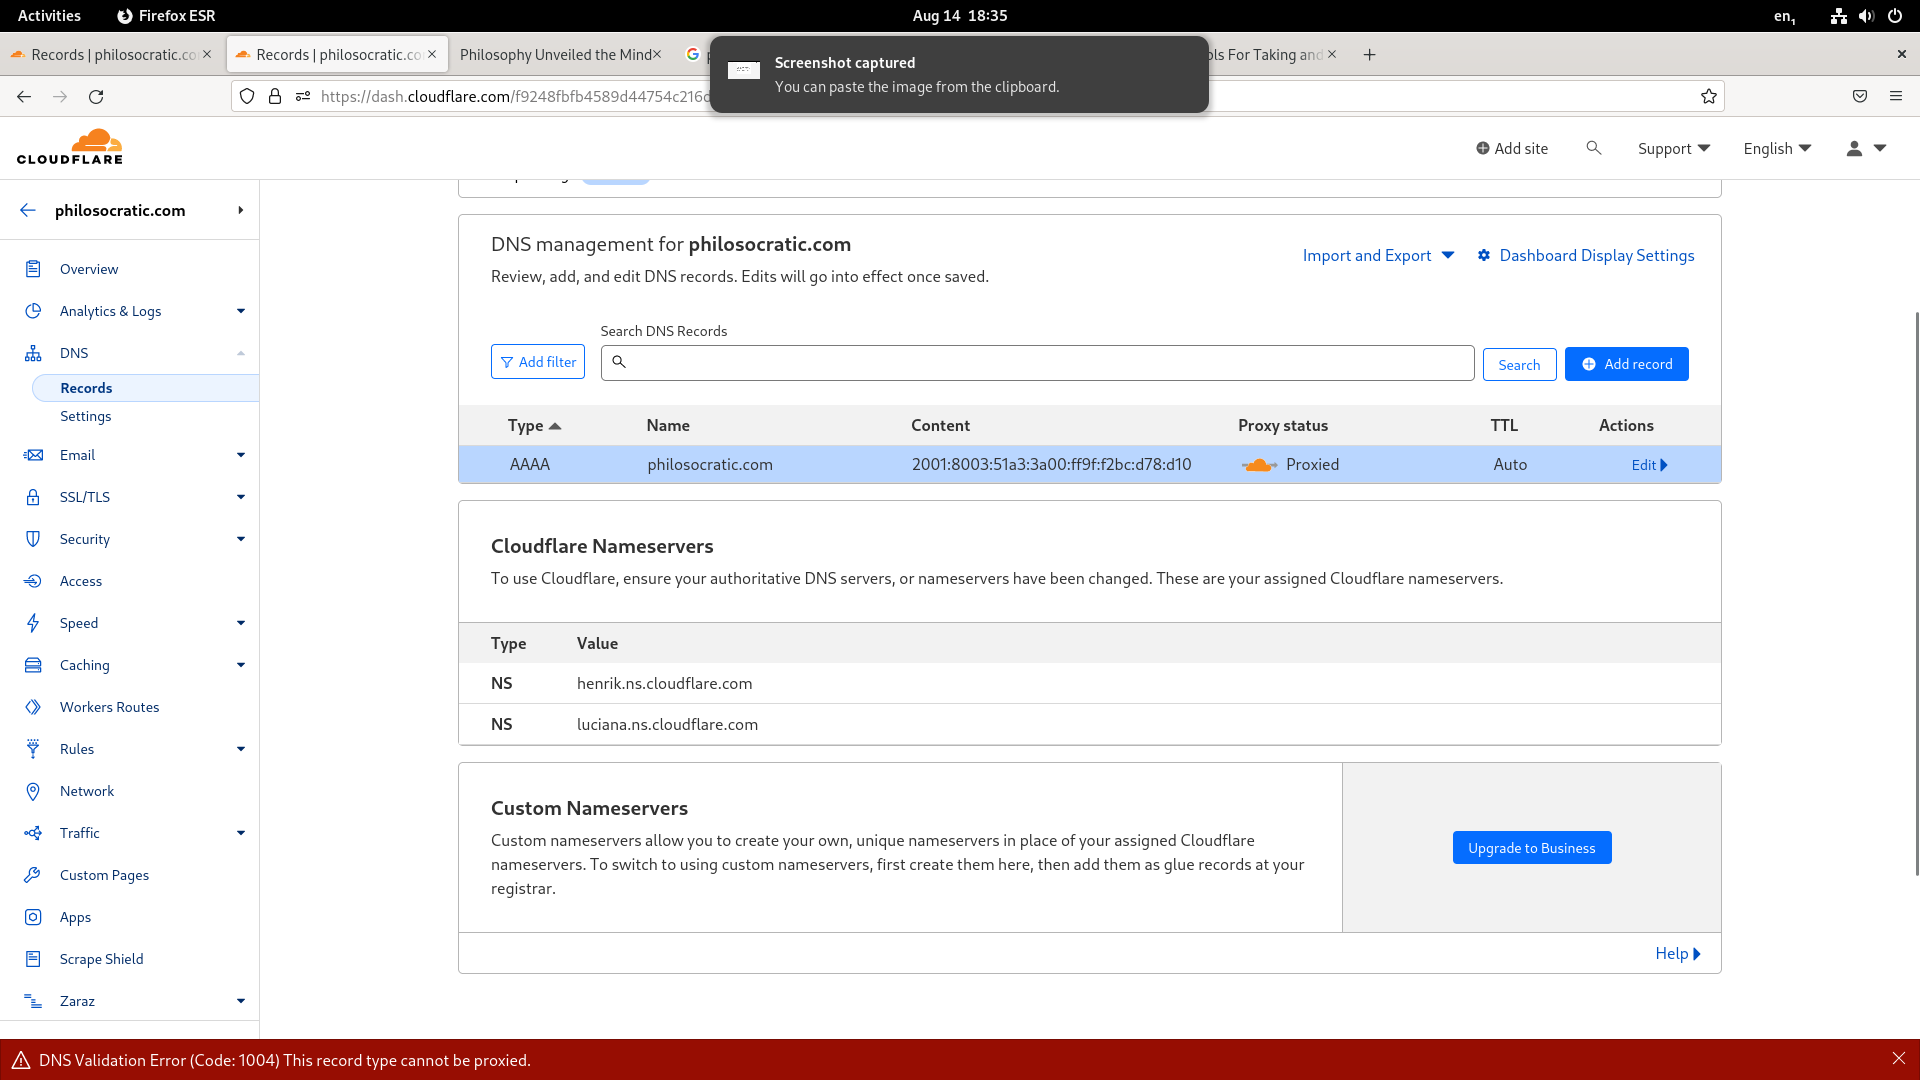 Activities
Firefox ESR
Aug 14 18:35
en1
Records | philosocratic.co
Records | philosocratic.co
Philosophy Unveiled the Mind
ols For Taking and
Screenshot captured
You can paste the image from the clipboard.
https://dash.cloudflare.com/f9248fbfb4589d44754c216d
CLOUDFLARE
Add site
Support
English
philosocratic.com
Overview
Analytics & Logs
DNS
Records
Settings
Email
SSL/TLS
Security
Access
Speed
Caching
Workers Routes
Rules
Network
Traffic
Custom Pages
Apps
Scrape Shield
Zaraz
DNS management for philosocratic.com
Review, add, and edit DNS records. Edits will go into effect once saved.
Import and Export
Dashboard Display Settings
Search DNS Records
Add filter
Search
Add record
Type Name Content Proxy status TTL Actions
AAAA philosocratic.com 2001:8003:51a3:3a00:ff9f:f2bc:d78:d10 Proxied Auto Edit
Cloudflare Nameservers
To use Cloudflare, ensure your authoritative DNS servers, or nameservers have been changed. These are your assigned Cloudflare nameservers.
Type Value
NS henrik.ns.cloudflare.com
NS luciana.ns.cloudflare.com
Custom Nameservers
Custom nameservers allow you to create your own, unique nameservers in place of your assigned Cloudflare
nameservers. To switch to using custom nameservers, first create them here, then add them as glue records at your
registrar.
Upgrade to Business
Help
DNS Validation Error (Code: 1004) This record type cannot be proxied.